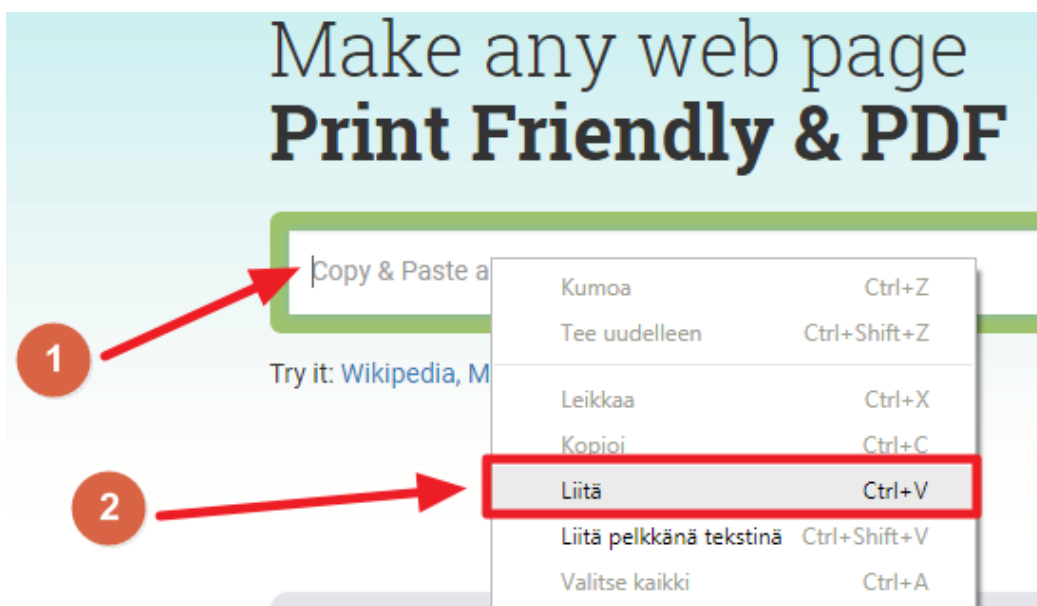 Make any web page
Print Friendly & PDF
Copy & Paste a
Kumoa Ctrl+Z
Tee uudelleen Ctrl+Shift+Z
1
Try it: Wikipedia, M
Leikkaa Ctrl+X
Kopioi Ctrl+C
Liitä Ctrl+V
2
Liitä pelkkänä tekstinä Ctrl+Shift+V
Valitse kaikki Ctrl+A